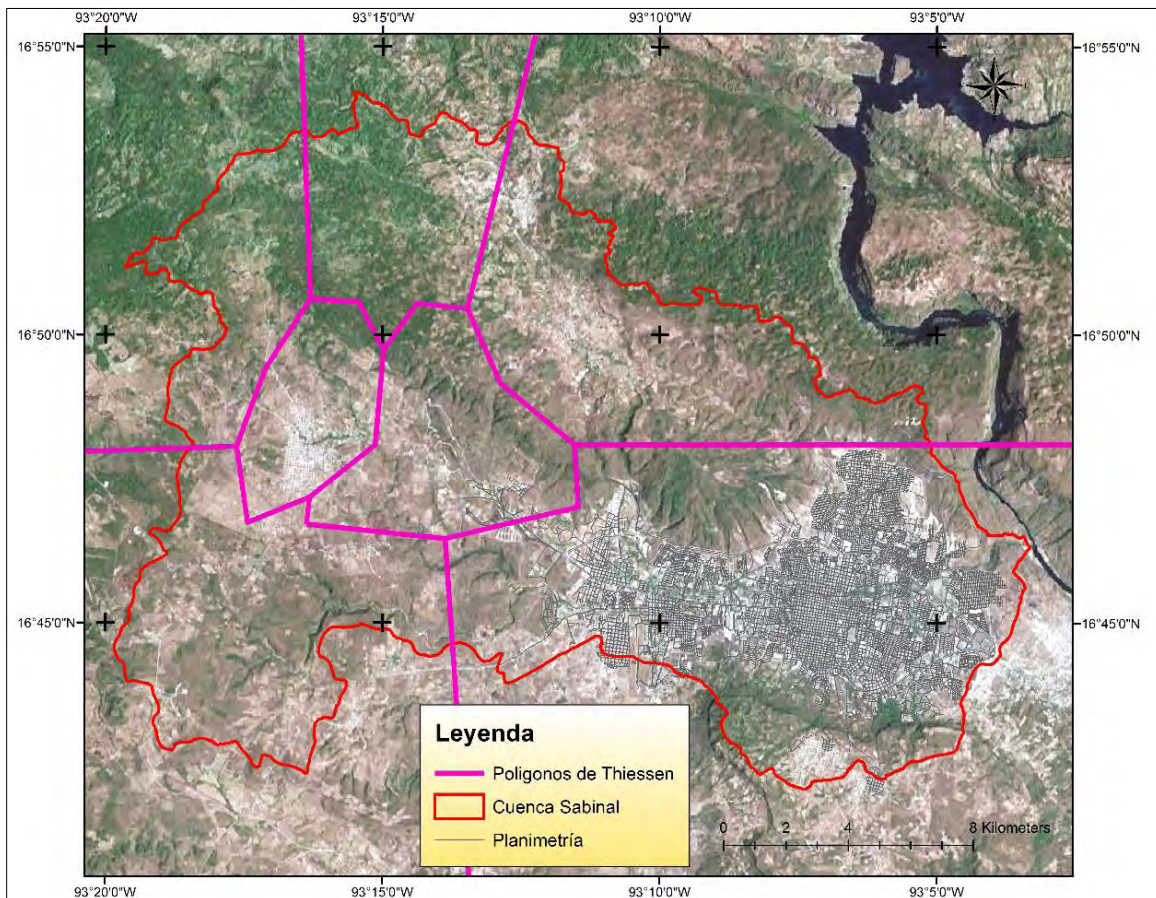 93°20'0"W 93°15'0"W 93°10'0"W 93°5'0"W
16°55'0"N 16°55'0"N
16°50'0"N 16°50'0"N
16°45'0"N 16°45'0"N
Leyenda
Poligonos de Thiessen
Cuenca Sabinal
Planimetría
0 2 4 8 Kilometers
93°20'0"W 93°15'0"W 93°10'0"W 93°5'0"W